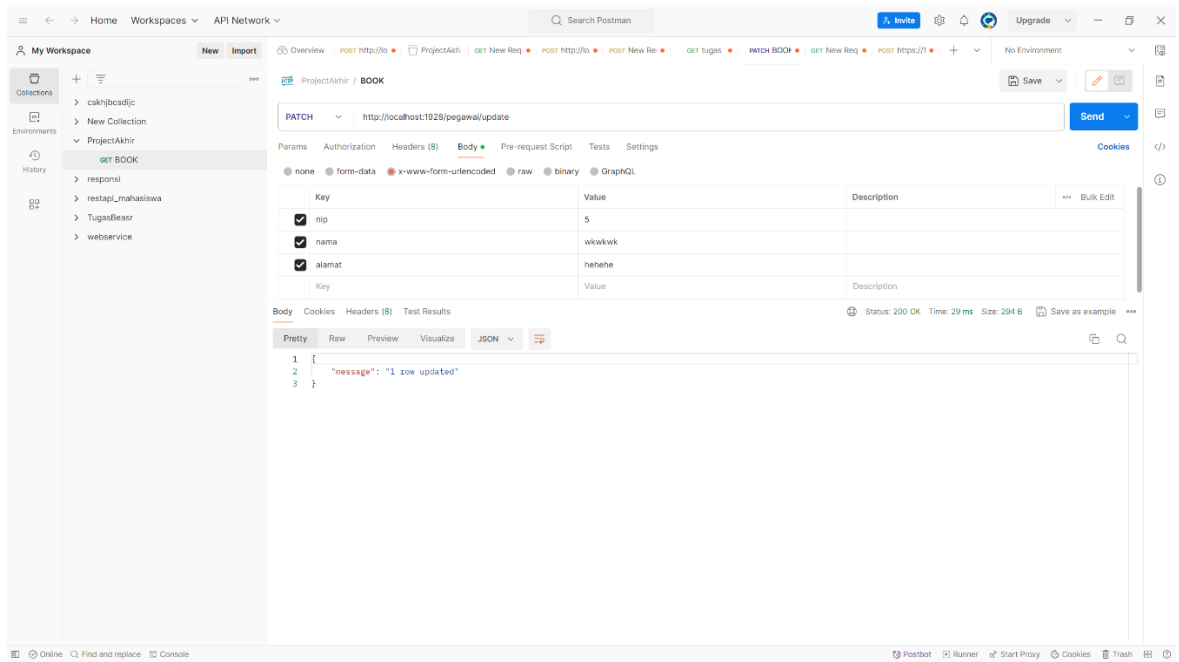 Home Workspaces API Network Search Postman Invite Upgrade
My Workspace New Import Overview POST http://lo ProjectAkh GET New Req POST http://lo POST New Re GET tugas PATCH BOOK GET New Req POST https://1 No Environment
Collections
Environments
History
cskhjbcsdijc
New Collection
ProjectAkhir
GET BOOK
responsi
restapi_mahasiswa
TugasBeasr
webservice
HTTP ProjectAkhir / BOOK Save
PATCH http://localhost:1928/pegawai/update Send
Params Authorization Headers (8) Body Pre-request Script Tests Settings Cookies
none form-data x-www-form-urlencoded raw binary GraphQL
Key Value Description Bulk Edit
nip 5
nama wkwkwk
alamat hehehe
Key Value Description
Body Cookies Headers (8) Test Results Status: 200 OK Time: 29 ms Size: 294 B Save as example
Pretty Raw Preview Visualize JSON
1 {
2 "message": "1 row updated"
3 }
Online Find and replace Console Postbot Runner Start Proxy Cookies Trash